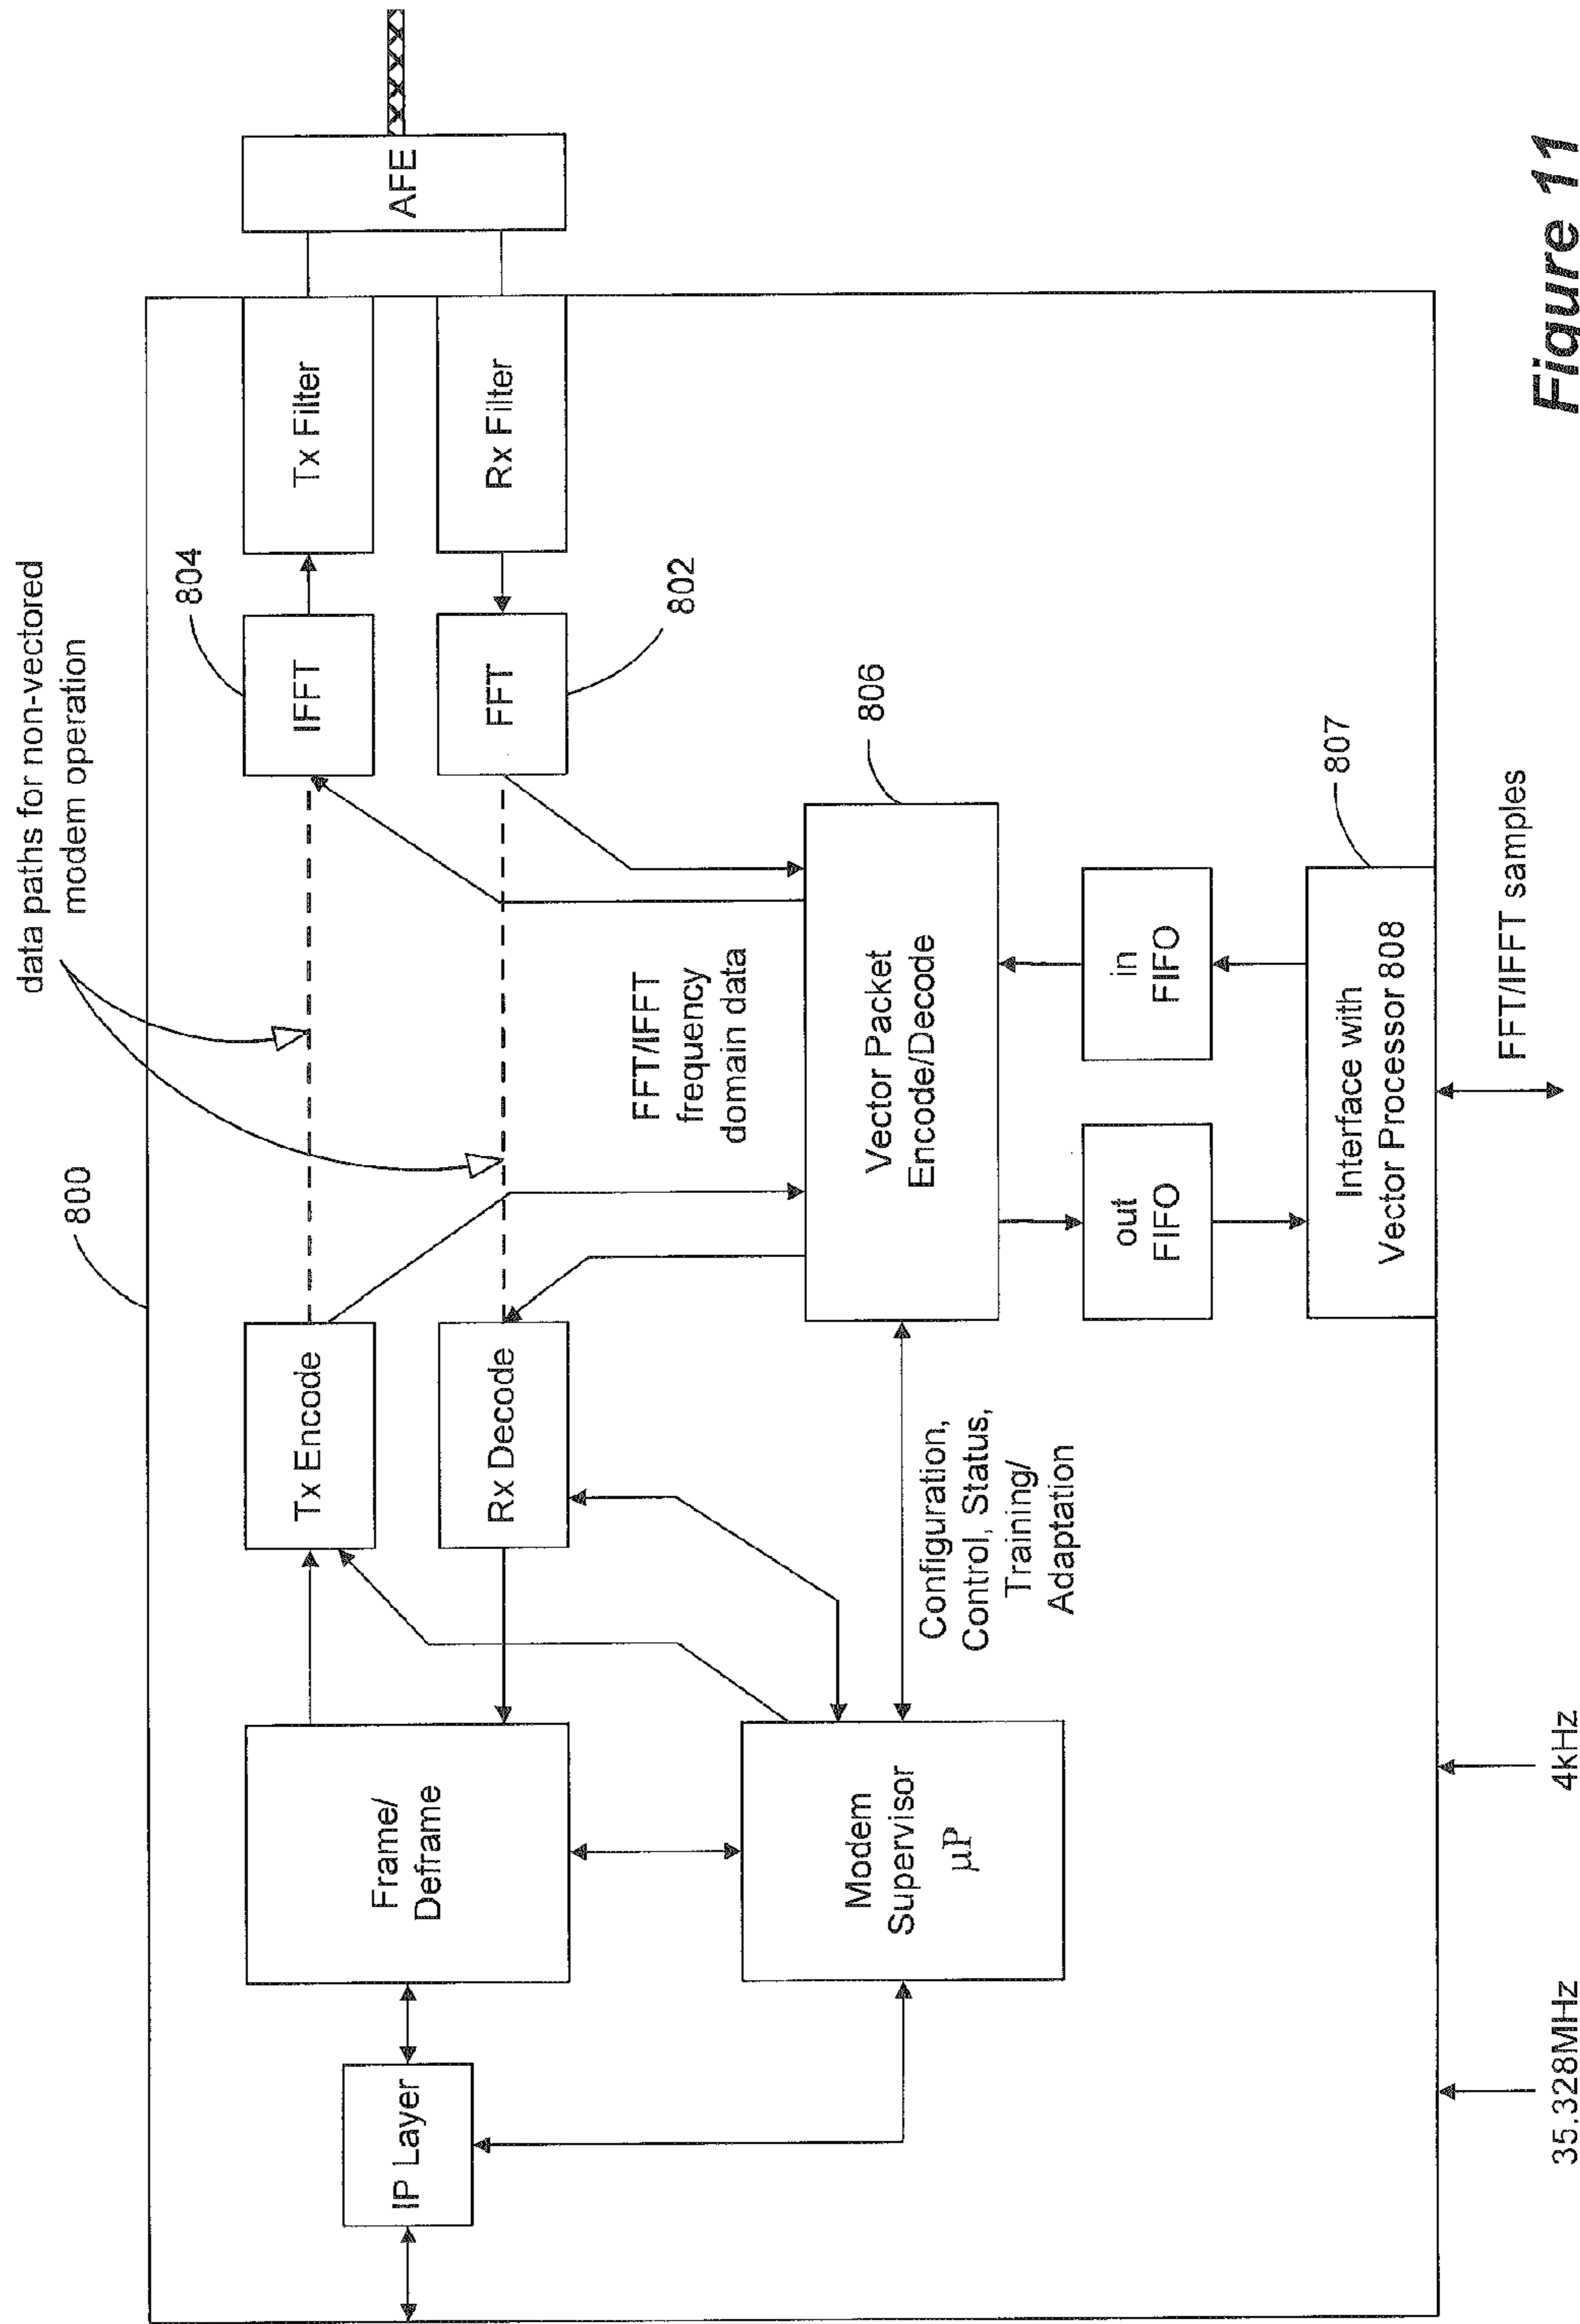 data paths for non-vectored
modem operation
800
804
802
806
807
IP Layer
Frame/
Deframe
Modem
Supervisor
µP
Tx Encode
Rx Decode
IFFT
FFT
Tx Filter
Rx Filter
AFE
FFT/IFFT
frequency
domain data
Configuration,
Control, Status,
Training/
Adaptation
Vector Packet
Encode/Decode
out
FIFO
in
FIFO
Interface with
Vector Processor 808
35.328MHz
4kHz
FFT/IFFT samples
Figure 11